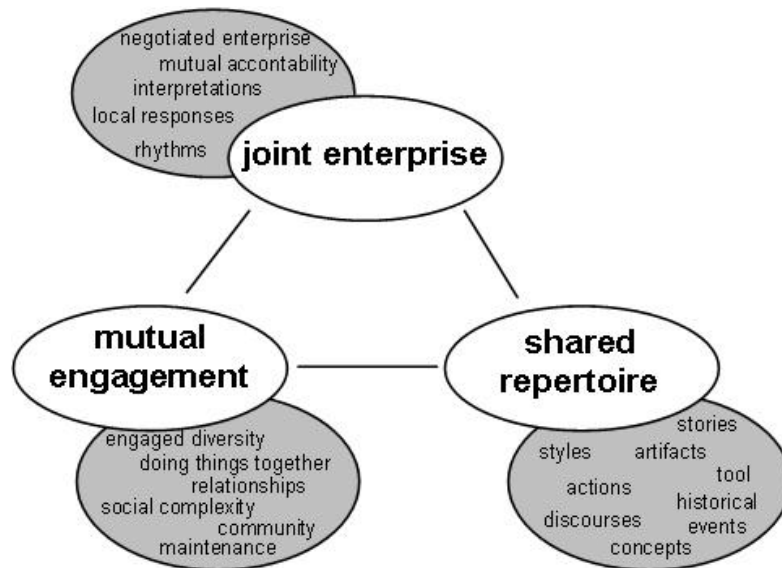 negotiated enterprise
mutual accontability
interpretations
local responses
rhythms
joint enterprise
mutual
engagement
engaged diversity
doing things together
relationships
social complexity
community
maintenance
shared
repertoire
stories
styles artifacts
tool
actions
historical
discourses events
concepts